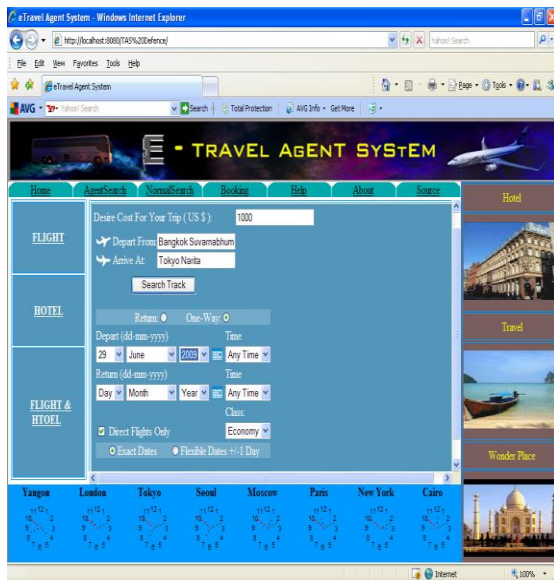 eTravel Agent System - Windows Internet Explorer
http://localhost:8080/TAS%20Defence/
Yahoo! Search
File Edit View Favorites Tools Help
eTravel Agent System
Page Tools
AVG Yahoo! Search Search Total Protection AVG Info Get More
E - TRAVEL AGENT SYSTEM
Home AgentSearch NormalSearch Booking Help About Source
Hotel
FLIGHT
HOTEL
FLIGHT &
HTOEL
Desire Cost For Your Trip ( US $ ): 1000
Depart From: Bangkok Suvarnabhum
Arrive At: Tokyo Narita
Search Track
Return: One-Way:
Depart (dd-mm-yyyy) Time
29 June 2009 Any Time
Return (dd-mm-yyyy) Time
Day Month Year Any Time
Class:
Direct Flights Only Economy
Exact Dates Flexible Dates +/-1 Day
Travel
Wonder Place
Yangon London Tokyo Seoul Moscow Paris New York Cairo
Internet 100%